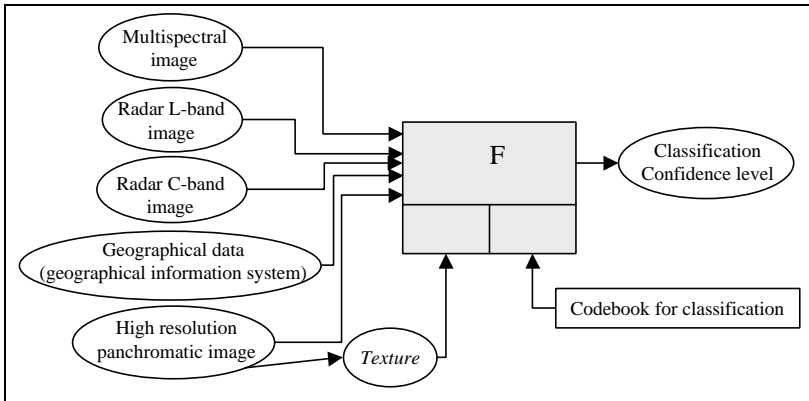 Multispectral
image
Radar L-band
image
Radar C-band
image
Geographical data
(geographical information system)
High resolution
panchromatic image
Texture
F
Classification
Confidence level
Codebook for classification